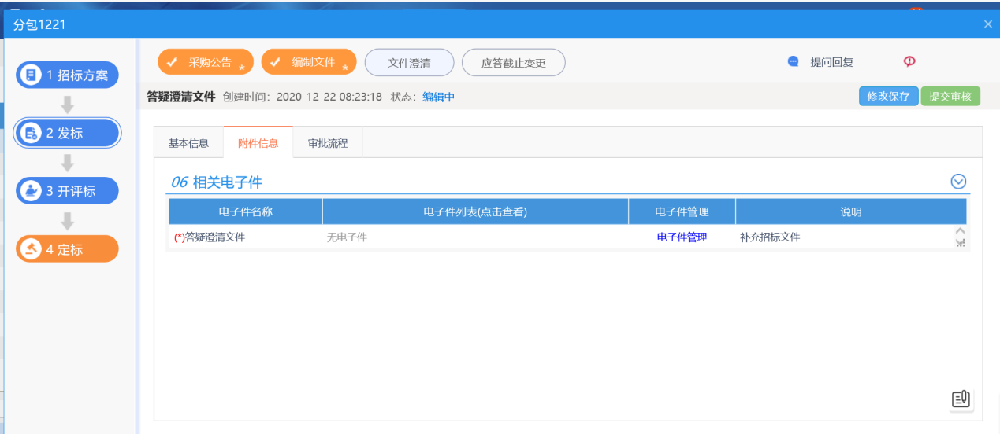 分包1221
采购公告 *
编制文件 *
文件澄清
应答截止变更
提问回复
1 招标方案
2 发标
3 开评标
4 定标
答疑澄清文件 创建时间：2020-12-22 08:23:18 状态：编辑中
修改保存
提交审核
基本信息
附件信息
审批流程
06 相关电子件
电子件名称 电子件列表(点击查看) 电子件管理 说明
(*)答疑澄清文件 无电子件 电子件管理 补充招标文件